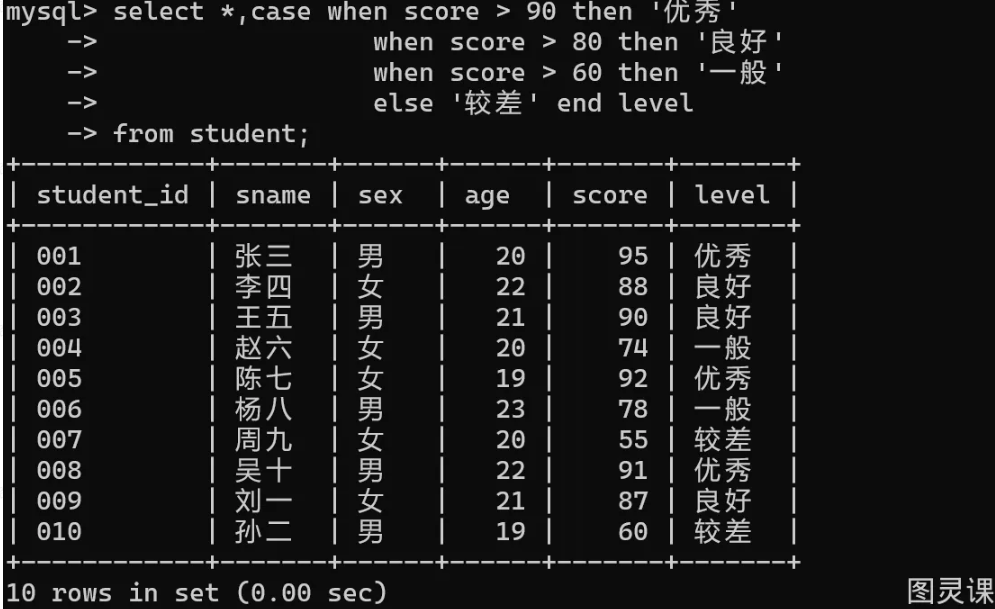 mysql> select *,case when score > 90 then '优秀'
    ->                  when score > 80 then '良好'
    ->                  when score > 60 then '一般'
    ->                  else '较差' end level
    -> from student;
+------------+-------+------+------+-------+-------+
| student_id | sname | sex  | age  | score | level |
+------------+-------+------+------+-------+-------+
| 001        | 张三  | 男   |   20 |    95 | 优秀  |
| 002        | 李四  | 女   |   22 |    88 | 良好  |
| 003        | 王五  | 男   |   21 |    90 | 良好  |
| 004        | 赵六  | 女   |   20 |    74 | 一般  |
| 005        | 陈七  | 女   |   19 |    92 | 优秀  |
| 006        | 杨八  | 男   |   23 |    78 | 一般  |
| 007        | 周九  | 女   |   20 |    55 | 较差  |
| 008        | 吴十  | 男   |   22 |    91 | 优秀  |
| 009        | 刘一  | 女   |   21 |    87 | 良好  |
| 010        | 孙二  | 男   |   19 |    60 | 较差  |
+------------+-------+------+------+-------+-------+
10 rows in set (0.00 sec)
图灵课